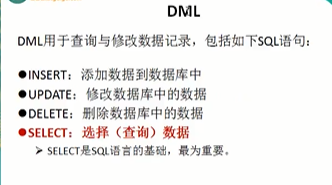 DML
DML用于查询与修改数据记录，包括如下SQL语句：
●INSERT：添加数据到数据库中
●UPDATE：修改数据库中的数据
●DELETE：删除数据库中的数据
●SELECT：选择（查询）数据
➢ SELECT是SQL语言的基础，最为重要。